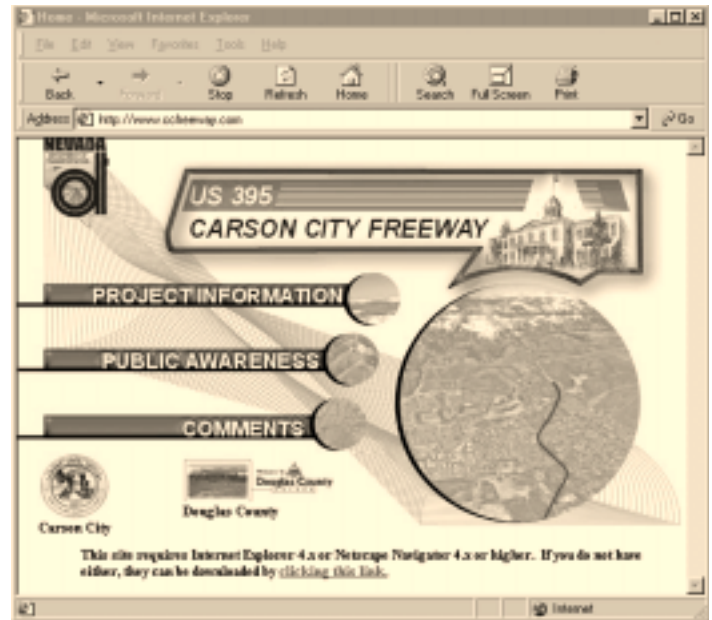 Home - Microsoft Internet Explorer
File Edit View Favorites Tools Help
Back Forward Stop Refresh Home Search Full Screen Print
Address http://www.ccfreeway.com Go
NEVADA
US 395
CARSON CITY FREEWAY
PROJECT INFORMATION
PUBLIC AWARENESS
COMMENTS
Douglas County
Carson City
Douglas County
This site requires Internet Explorer 4.x or Netscape Navigator 4.x or higher. If you do not have
either, they can be downloaded by clicking this link.
Internet